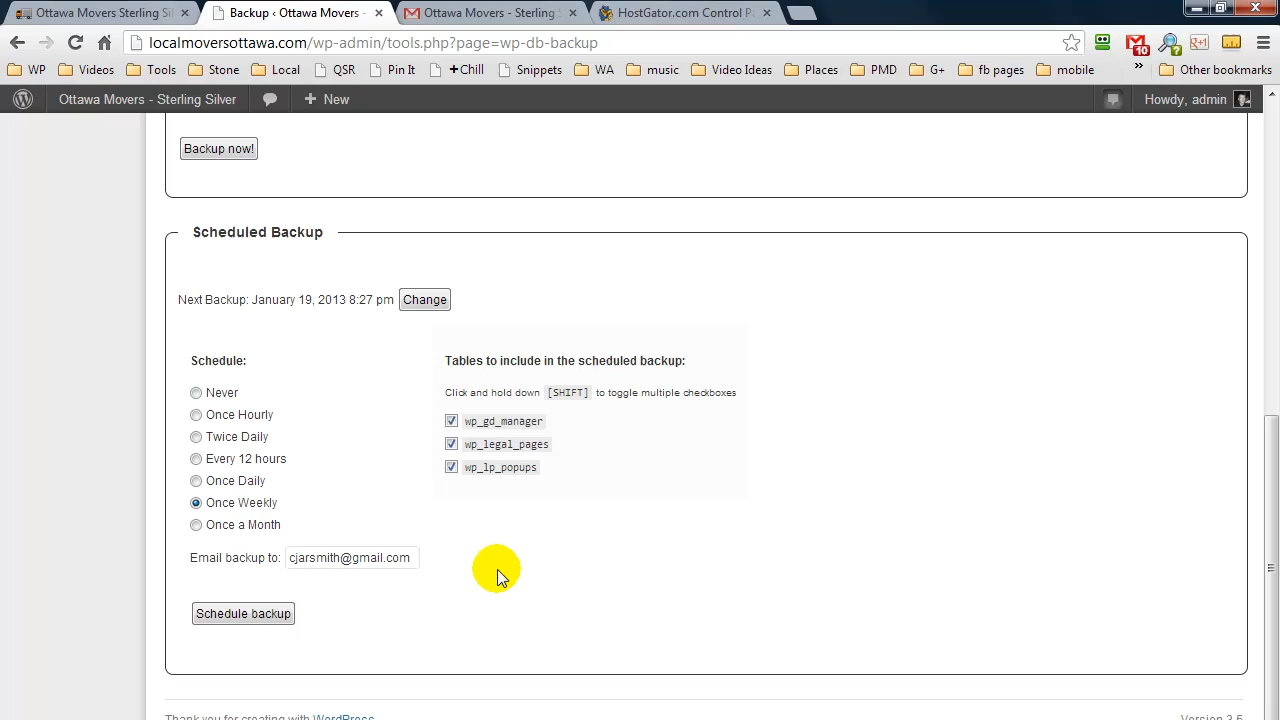 Ottawa Movers Sterling Sil
Backup ‹ Ottawa Movers -
Ottawa Movers - Sterling
HostGator.com Control P
localmoversottawa.com/wp-admin/tools.php?page=wp-db-backup
10
?
WP Videos Tools Stone Local QSR Pin It +Chill Snippets WA music Video Ideas Places PMD G+ fb pages mobile » Other bookmarks
Ottawa Movers - Sterling Silver + New Howdy, admin
Backup now!
Scheduled Backup
Next Backup: January 19, 2013 8:27 pm Change
Schedule:
Never
Once Hourly
Twice Daily
Every 12 hours
Once Daily
Once Weekly
Once a Month
Tables to include in the scheduled backup:
Click and hold down [SHIFT] to toggle multiple checkboxes
wp_gd_manager
wp_legal_pages
wp_lp_popups
Email backup to: cjarsmith@gmail.com
Schedule backup
Thank you for creating with WordPress
Version 3.5